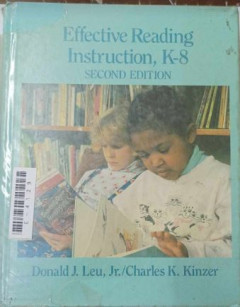 Effective Reading
Instruction, K-8
SECOND EDITION
Donald J. Leu, Jr./Charles K. Kinzer